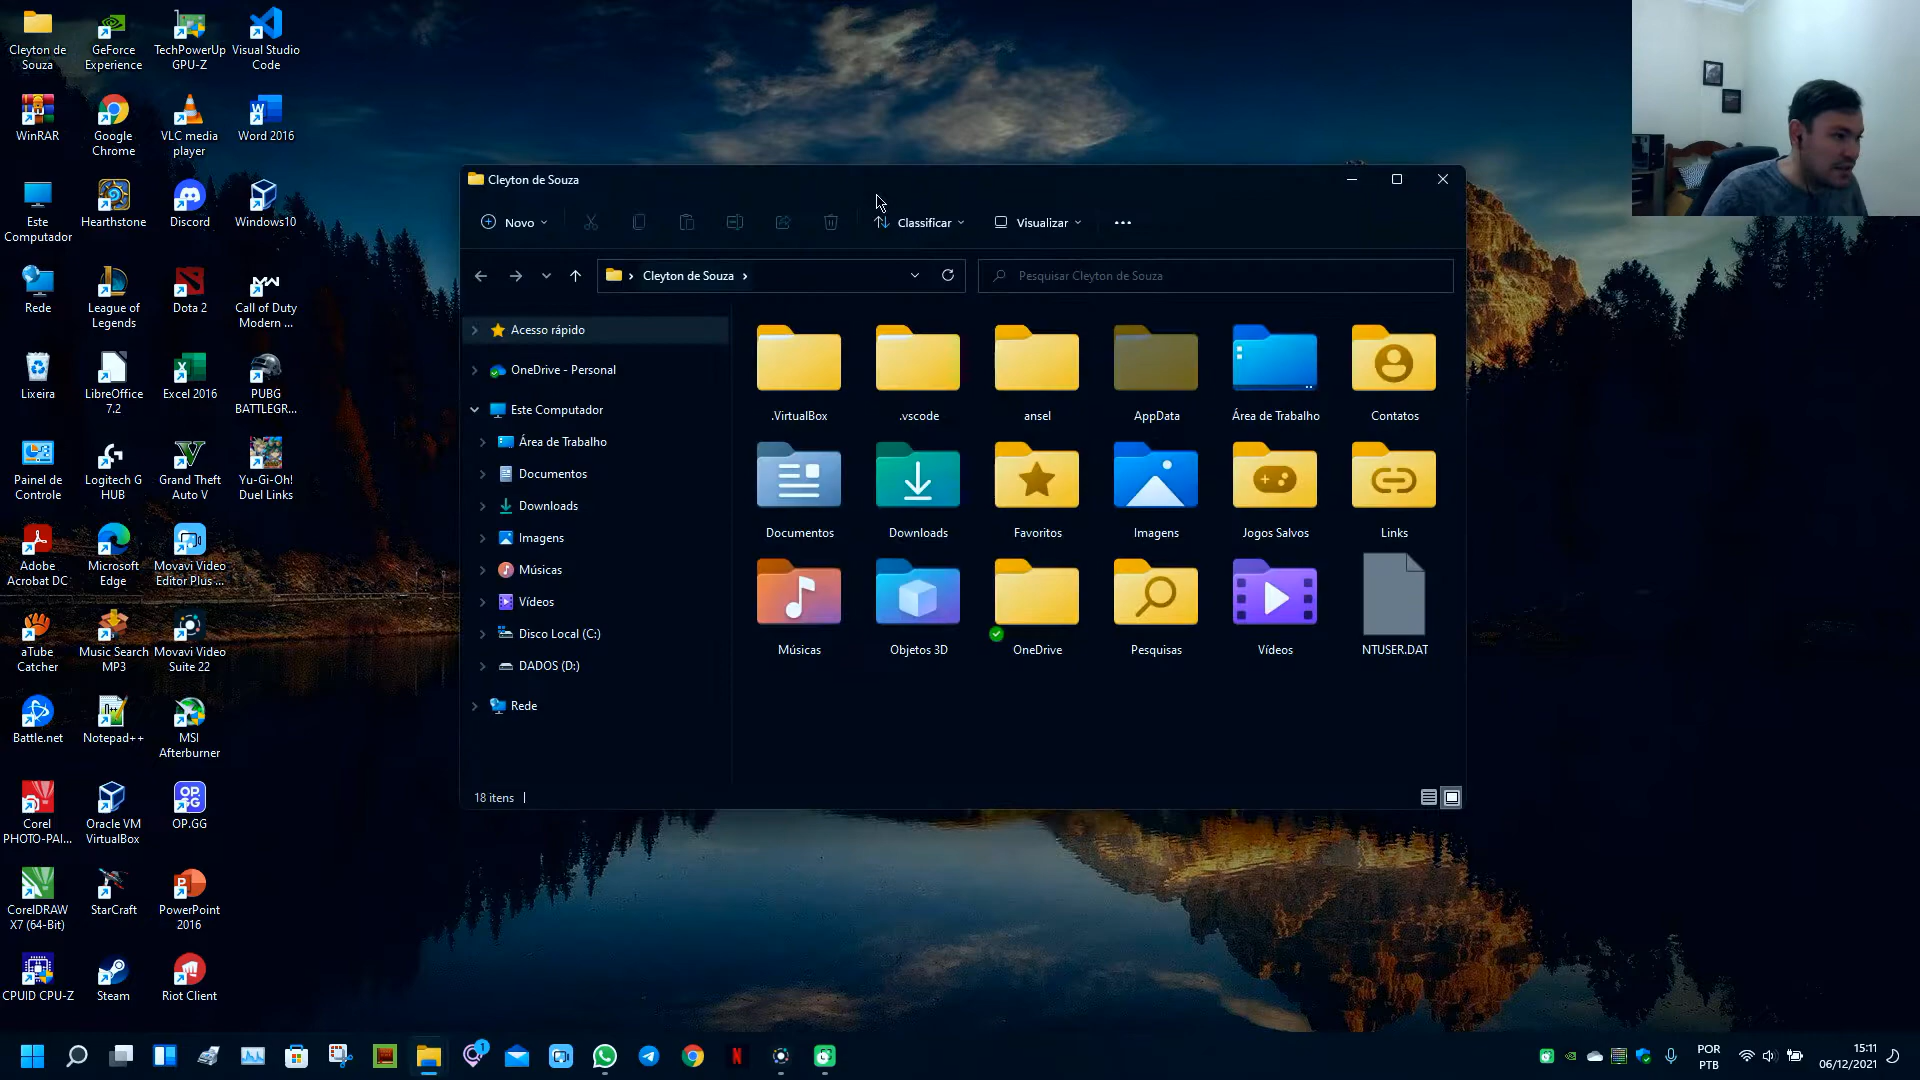 Cleyton de
Souza
GeForce
Experience
TechPowerUp
GPU-Z
Visual Studio
Code
WinRAR
Google
Chrome
VLC media
player
Word 2016
Este
Computador
Hearthstone
Discord
Windows10
Rede
League of
Legends
Dota 2
Call of Duty
Modern ...
Lixeira
LibreOffice
7.2
Excel 2016
PUBG
BATTLEGR...
Painel de
Controle
Logitech G
HUB
Grand Theft
Auto V
Yu-Gi-Oh!
Duel Links
Adobe
Acrobat DC
Microsoft
Edge
Movavi Video
Editor Plus ...
aTube
Catcher
Music Search
MP3
Movavi Video
Suite 22
Battle.net
Notepad++
MSI
Afterburner
Corel
PHOTO-PAI...
Oracle VM
VirtualBox
OP.GG
OP.GG
CorelDRAW
X7 (64-Bit)
StarCraft
PowerPoint
2016
CPUID CPU-Z
Steam
Riot Client
Cleyton de Souza
Novo
Classificar
Visualizar
Cleyton de Souza
Pesquisar Cleyton de Souza
Acesso rápido
OneDrive - Personal
Este Computador
Área de Trabalho
Documentos
Downloads
Imagens
Músicas
Vídeos
Disco Local (C:)
DADOS (D:)
Rede
.VirtualBox
.vscode
ansel
AppData
Área de Trabalho
Contatos
Documentos
Downloads
Favoritos
Imagens
Jogos Salvos
Links
Músicas
Objetos 3D
OneDrive
Pesquisas
Vídeos
NTUSER.DAT
18 itens
1
POR
PTB
15:11
06/12/2021